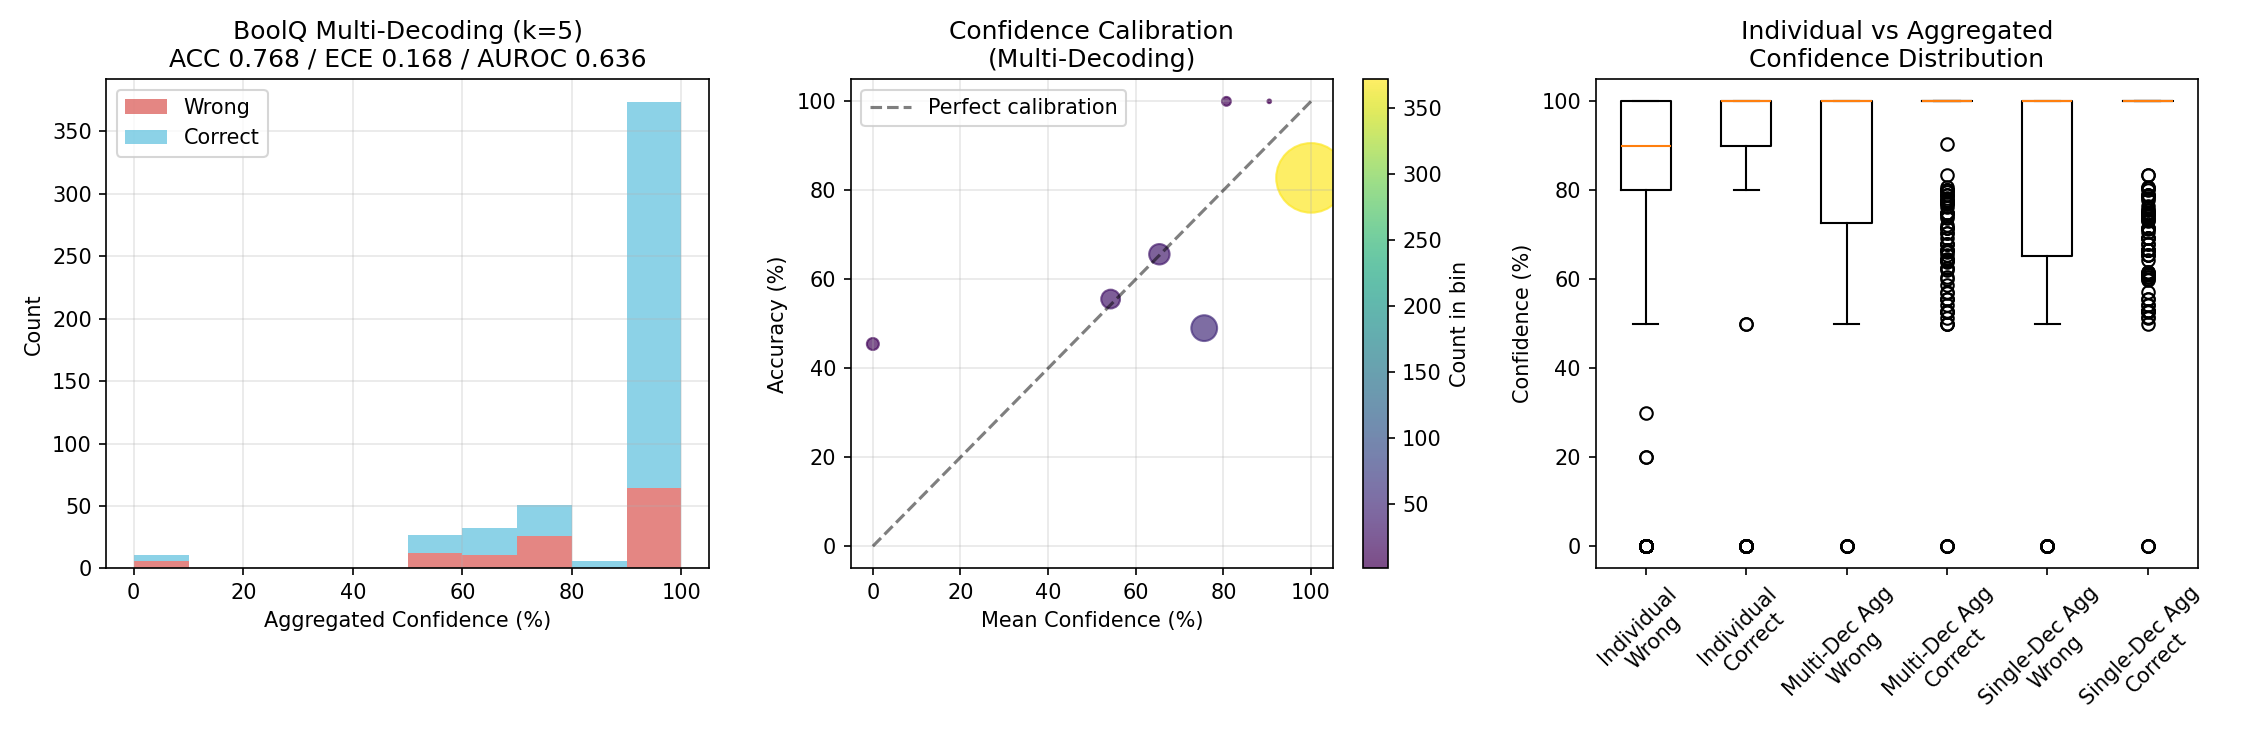 BoolQ Multi-Decoding (k=5)
ACC 0.768 / ECE 0.168 / AUROC 0.636
Wrong
Correct
Count
350
300
250
200
150
100
50
0
0 20 40 60 80 100
Aggregated Confidence (%)
Confidence Calibration
(Multi-Decoding)
Perfect calibration
Accuracy (%)
100
80
60
40
20
0
0 20 40 60 80 100
Mean Confidence (%)
350
300
250
200
150
100
50
Count in bin
Individual vs Aggregated
Confidence Distribution
Confidence (%)
100
80
60
40
20
0
Individual
Wrong
Individual
Correct
Multi-Dec Agg
Wrong
Multi-Dec Agg
Correct
Single-Dec Agg
Wrong
Single-Dec Agg
Correct